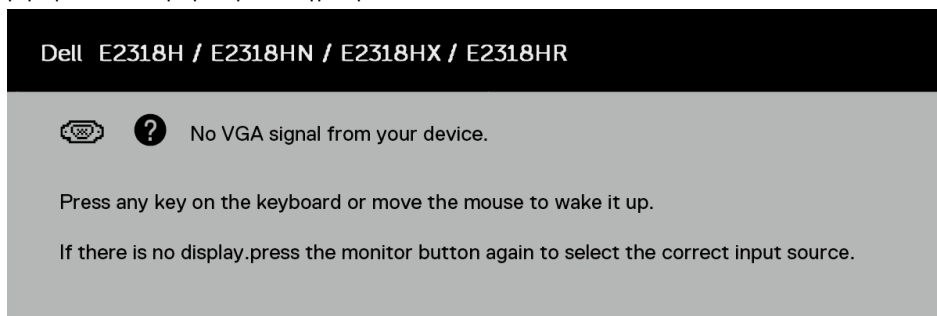 Dell E2318H / E2318HN / E2318HX / E2318HR
No VGA signal from your device.
Press any key on the keyboard or move the mouse to wake it up.
If there is no display.press the monitor button again to select the correct input source.